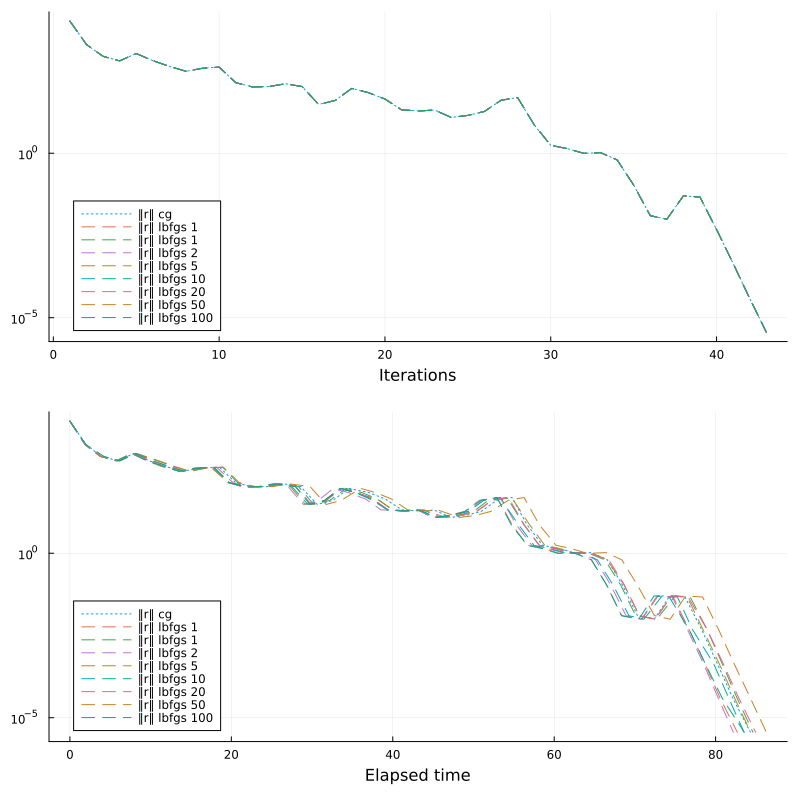 10⁰
10⁻⁵
‖r‖ cg
‖r‖ lbfgs 1
‖r‖ lbfgs 1
‖r‖ lbfgs 2
‖r‖ lbfgs 5
‖r‖ lbfgs 10
‖r‖ lbfgs 20
‖r‖ lbfgs 50
‖r‖ lbfgs 100
0 10 20 30 40
Iterations
10⁰
10⁻⁵
‖r‖ cg
‖r‖ lbfgs 1
‖r‖ lbfgs 1
‖r‖ lbfgs 2
‖r‖ lbfgs 5
‖r‖ lbfgs 10
‖r‖ lbfgs 20
‖r‖ lbfgs 50
‖r‖ lbfgs 100
0 20 40 60 80
Elapsed time